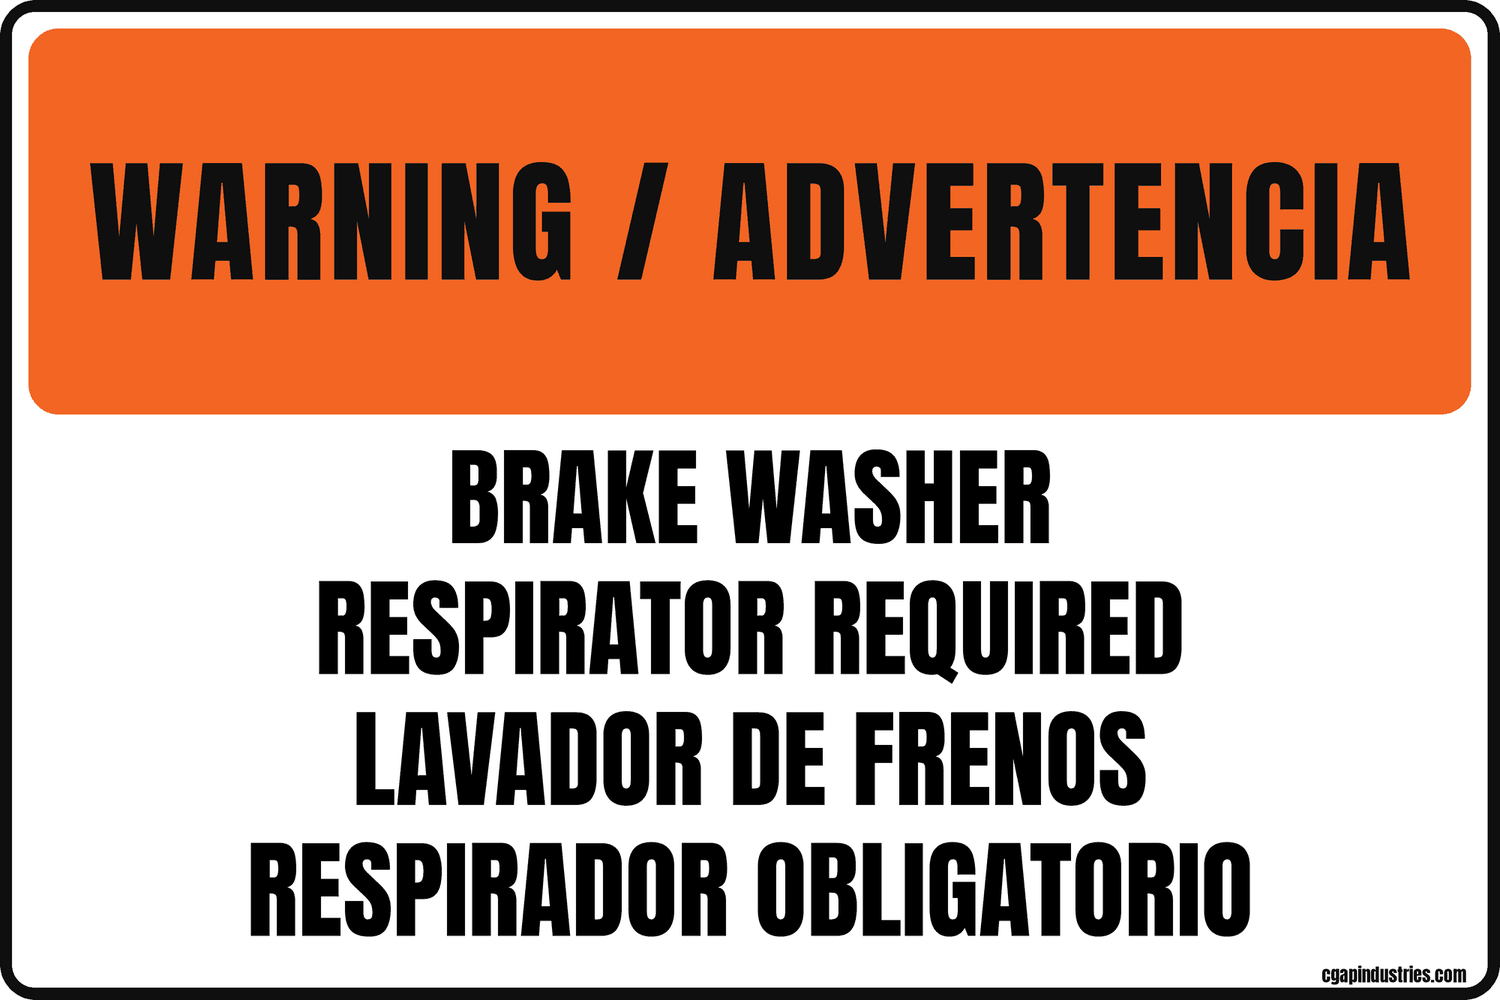 WARNING / ADVERTENCIA
BRAKE WASHER
RESPIRATOR REQUIRED
LAVADOR DE FRENOS
RESPIRADOR OBLIGATORIO
cgapindustries.com